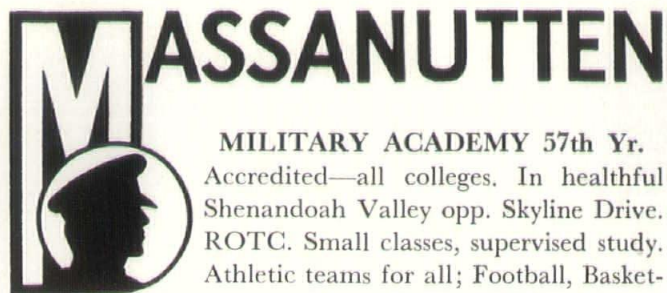 MASSANUTTEN
MILITARY ACADEMY 57th Yr.
Accredited—all colleges. In healthful
Shenandoah Valley opp. Skyline Drive.
ROTC. Small classes, supervised study.
Athletic teams for all; Football, Basket-